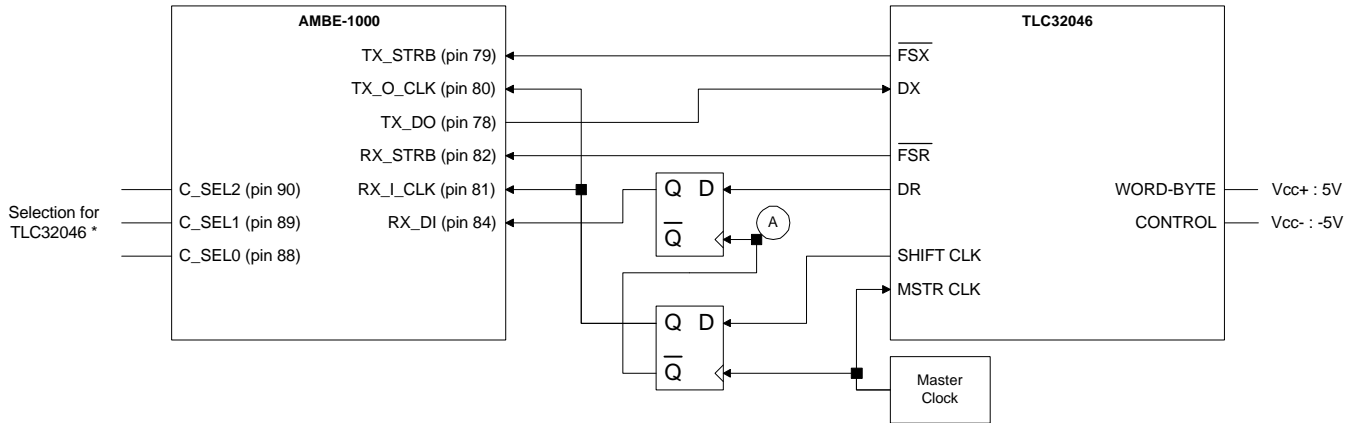 AMBE-1000
TLC32046
TX_STRB (pin 79)
FSX
TX_O_CLK (pin 80)
DX
TX_DO (pin 78)
RX_STRB (pin 82)
FSR
C_SEL2 (pin 90)
RX_I_CLK (pin 81)
Q D
DR
WORD-BYTE
Vcc+ : 5V
Selection for
TLC32046 *
C_SEL1 (pin 89)
RX_DI (pin 84)
Q
A
CONTROL
Vcc- : -5V
C_SEL0 (pin 88)
SHIFT CLK
MSTR CLK
Q D
Q
Master
Clock